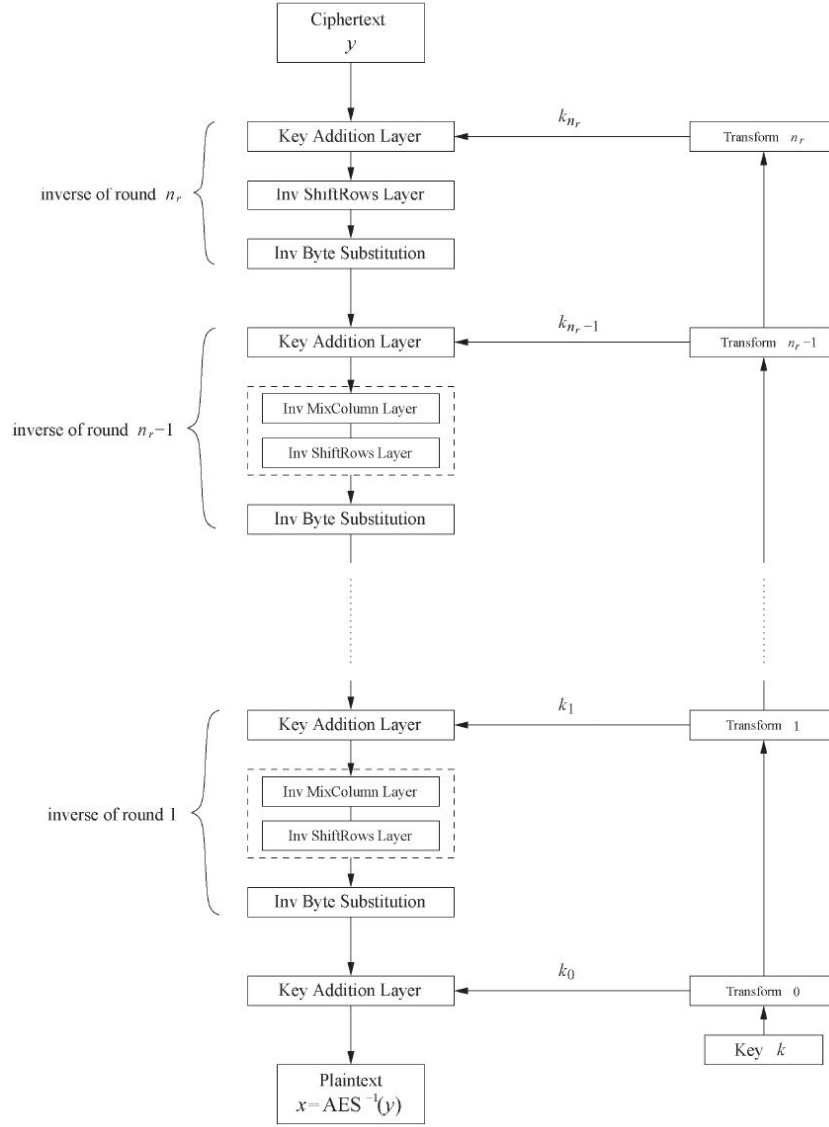 Ciphertext
y
Key Addition Layer
k_{n_r}
Transform n_r
inverse of round n_r
Inv ShiftRows Layer
Inv Byte Substitution
Key Addition Layer
k_{n_r−1}
Transform n_r−1
Inv MixColumn Layer
inverse of round n_r−1
Inv ShiftRows Layer
Inv Byte Substitution
Key Addition Layer
k_1
Transform 1
Inv MixColumn Layer
inverse of round 1
Inv ShiftRows Layer
Inv Byte Substitution
Key Addition Layer
k_0
Transform 0
Key k
Plaintext
x=AES^{−1}(y)